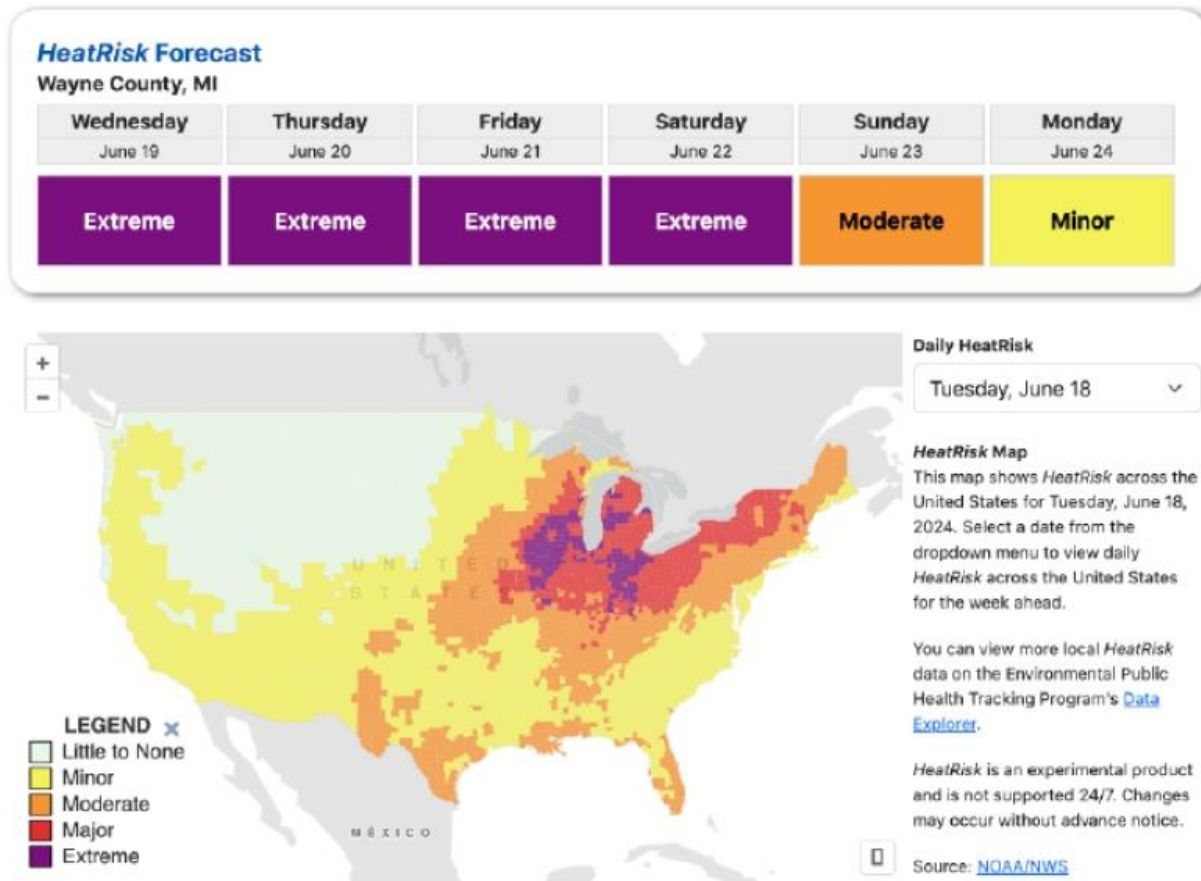 HeatRisk Forecast
Wayne County, MI
Wednesday Thursday Friday Saturday Sunday Monday
June 19 June 20 June 21 June 22 June 23 June 24
Extreme Extreme Extreme Extreme Moderate Minor
+
−
UNITED
STATE
MÉXICO
LEGEND ×
Little to None
Minor
Moderate
Major
Extreme
Daily HeatRisk
Tuesday, June 18
HeatRisk Map
This map shows HeatRisk across the
United States for Tuesday, June 18,
2024. Select a date from the
dropdown menu to view daily
HeatRisk across the United States
for the week ahead.
You can view more local HeatRisk
data on the Environmental Public
Health Tracking Program's Data
Explorer.
HeatRisk is an experimental product
and is not supported 24/7. Changes
may occur without advance notice.
Source: NOAA/NWS